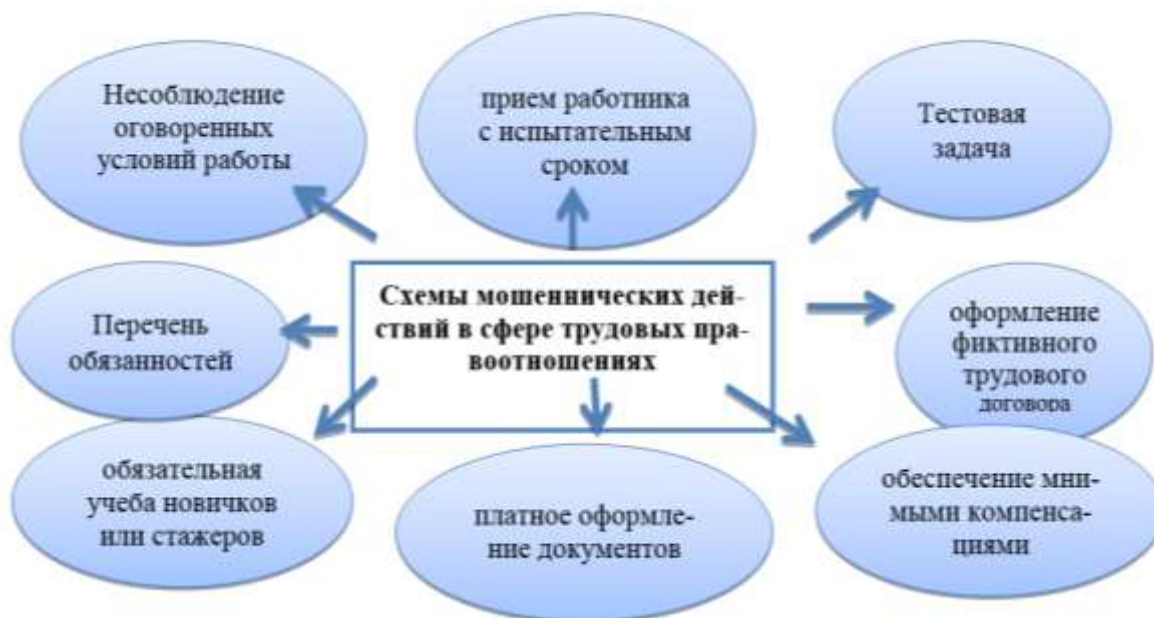 Несоблюдение
оговоренных
условий работы
прием работника
с испытательным
сроком
Тестовая
задача
Схемы мошеннических дей-
ствий в сфере трудовых пра-
воотношениях
Перечень
обязанностей
оформление
фиктивного
трудового
договора
обязательная
учеба новичков
или стажеров
платное оформле-
ние документов
обеспечение мни-
мыми компенса-
циями